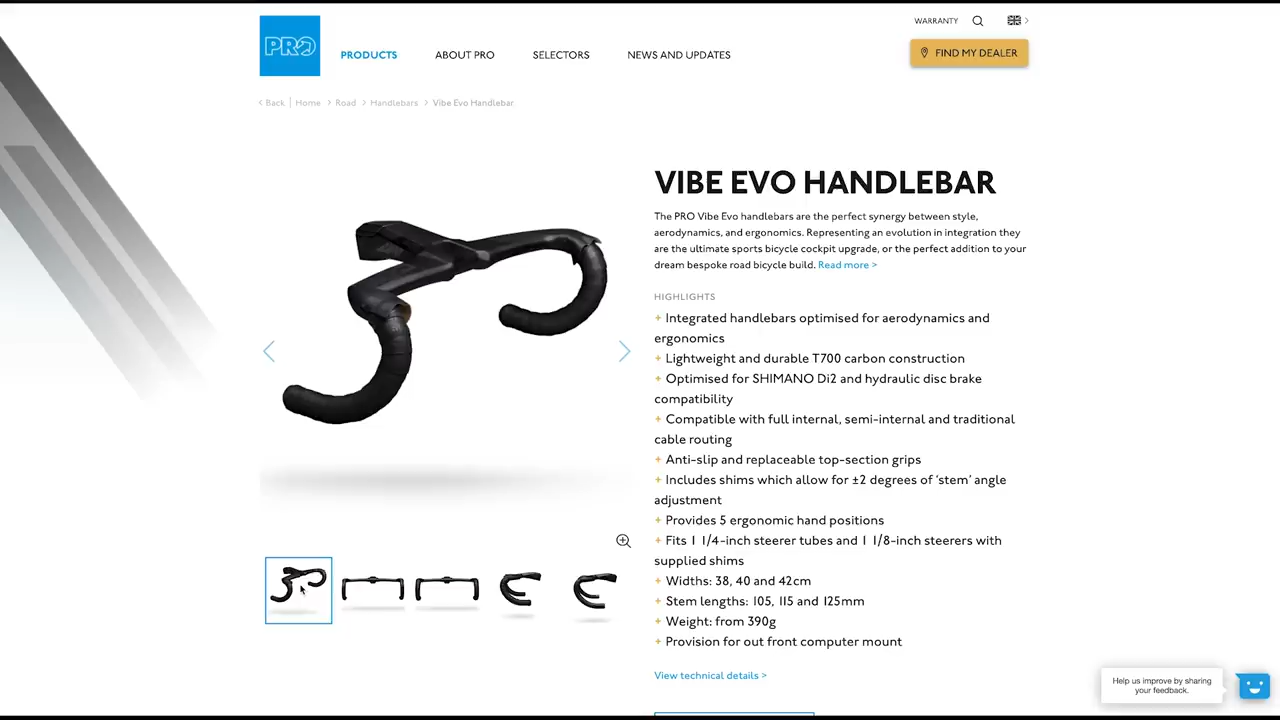 WARRANTY
PRO
PRODUCTS
ABOUT PRO
SELECTORS
NEWS AND UPDATES
FIND MY DEALER
Back
Home
Road
Handlebars
Vibe Evo Handlebar
VIBE EVO HANDLEBAR
The PRO Vibe Evo handlebars are the perfect synergy between style,
aerodynamics, and ergonomics. Representing an evolution in integration they
are the ultimate sports bicycle cockpit upgrade, or the perfect addition to your
dream bespoke road bicycle build. Read more >
HIGHLIGHTS
+ Integrated handlebars optimised for aerodynamics and
ergonomics
+ Lightweight and durable T700 carbon construction
+ Optimised for SHIMANO Di2 and hydraulic disc brake
compatibility
+ Compatible with full internal, semi-internal and traditional
cable routing
+ Anti-slip and replaceable top-section grips
+ Includes shims which allow for ±2 degrees of 'stem' angle
adjustment
+ Provides 5 ergonomic hand positions
+ Fits 1 1/4-inch steerer tubes and 1 1/8-inch steerers with
supplied shims
+ Widths: 38, 40 and 42cm
+ Stem lengths: 105, 115 and 125mm
+ Weight: from 390g
+ Provision for out front computer mount
View technical details >
Help us improve by sharing
your feedback.